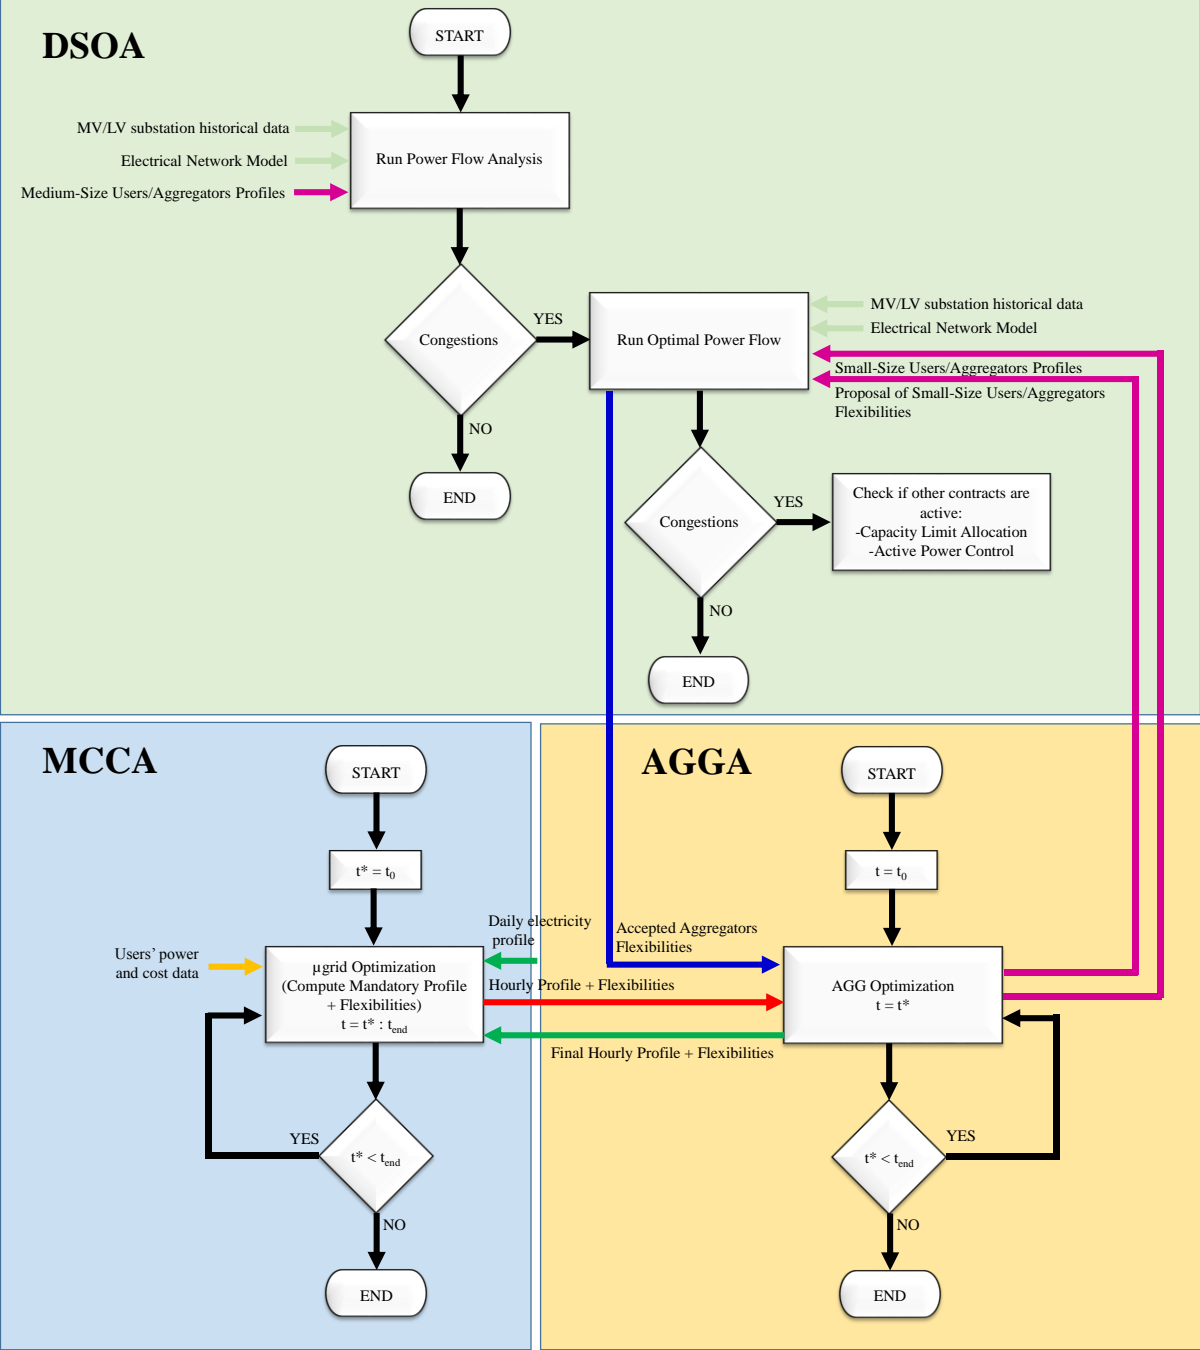 DSOA
START
MV/LV substation historical data
Electrical Network Model
Medium-Size Users/Aggregators Profiles
Run Power Flow Analysis
Congestions
YES
NO
END
Run Optimal Power Flow
MV/LV substation historical data
Electrical Network Model
Small-Size Users/Aggregators Profiles
Proposal of Small-Size Users/Aggregators
Flexibilities
Congestions
YES
Check if other contracts are
active:
-Capacity Limit Allocation
-Active Power Control
NO
END
MCCA
START
t* = t0
Users' power
and cost data
µgrid Optimization
(Compute Mandatory Profile
+ Flexibilities)
t = t* : tend
Daily electricity
profile
Hourly Profile + Flexibilities
Final Hourly Profile + Flexibilities
YES
t* < tend
NO
END
AGGA
START
t = t0
Accepted Aggregators
Flexibilities
AGG Optimization
t = t*
YES
t* < tend
NO
END